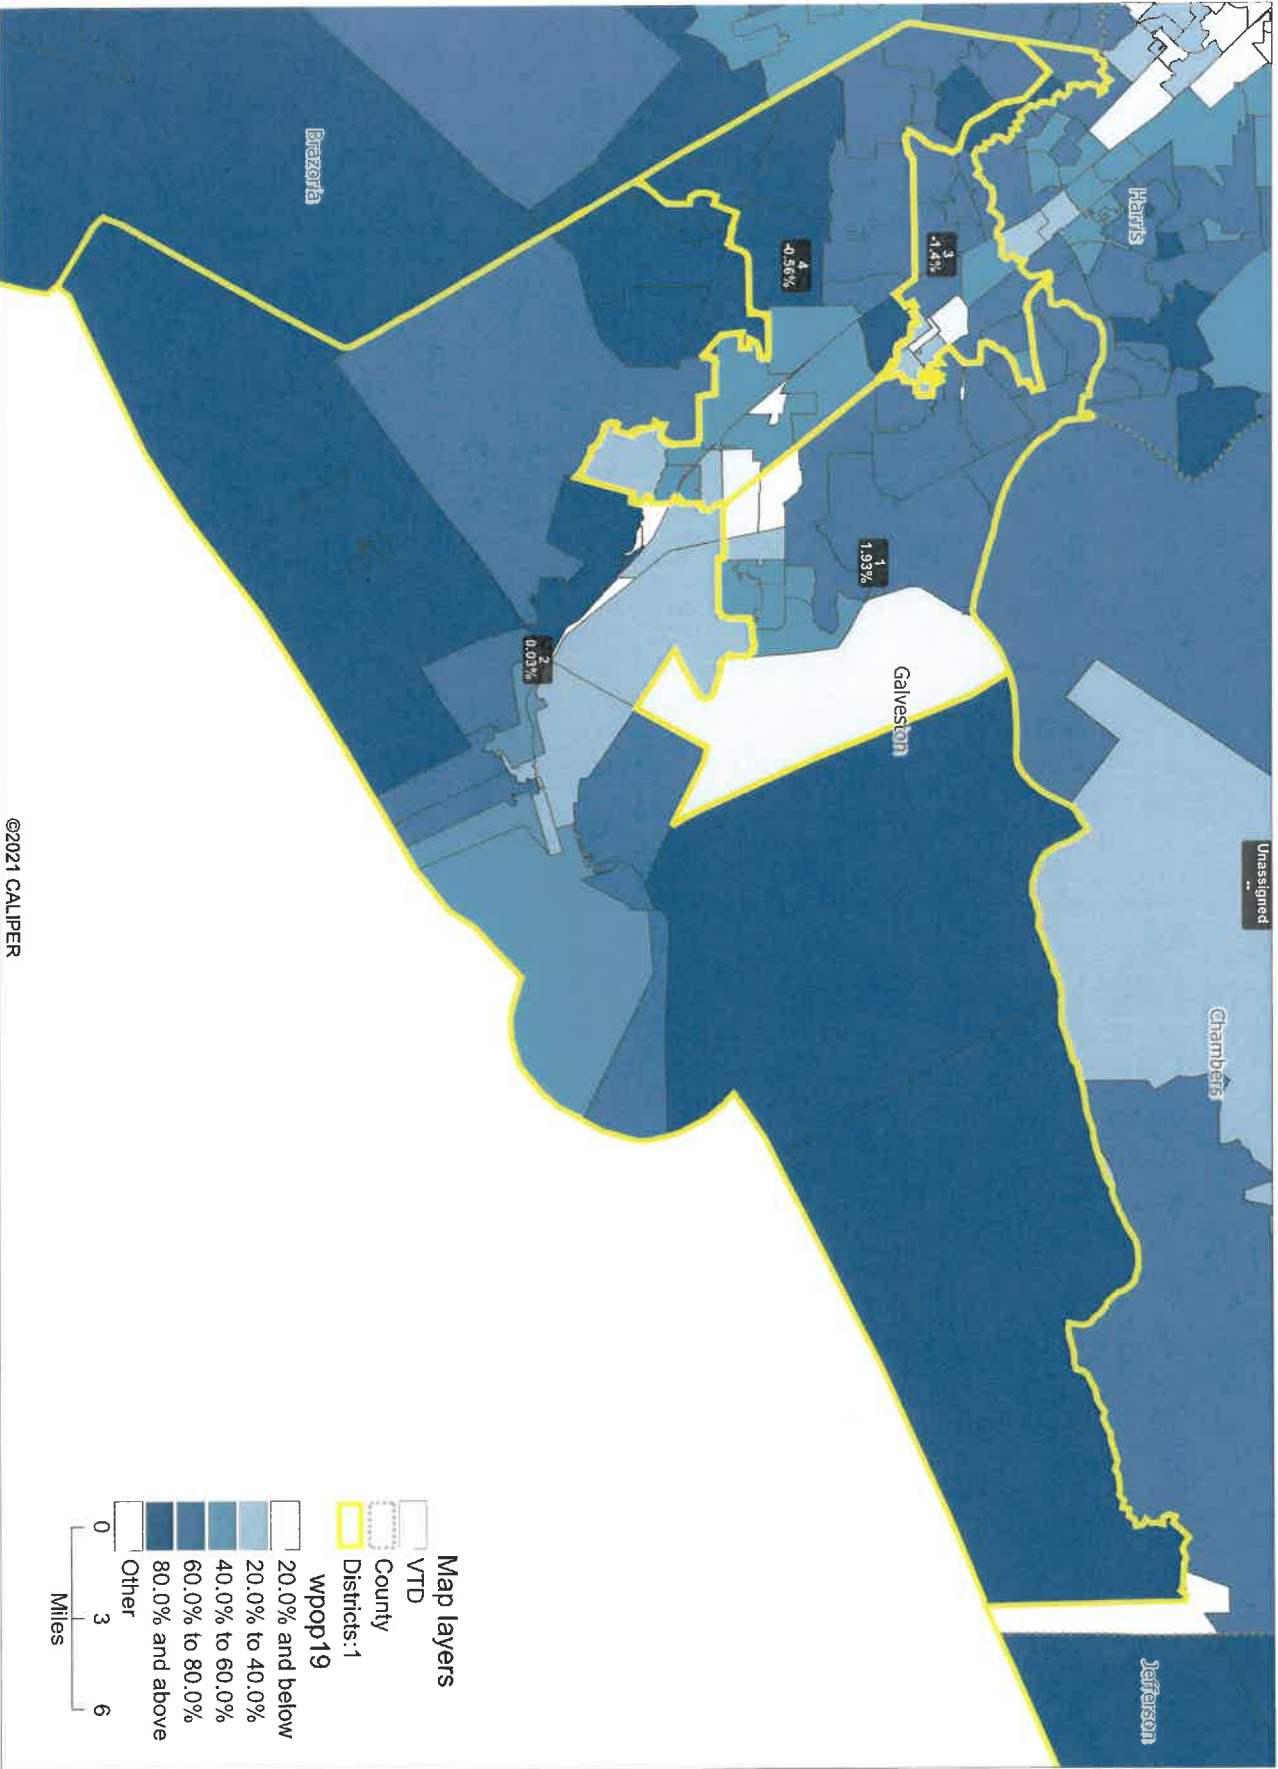 Brazoria
Harris
3
-1.4%
4
-0.56%
1
1.93%
2
0.03%
Galveston
Unassigned
--
Chambers
Jefferson
Map layers
VTD
County
Districts:1
wpop19
20.0% and below
20.0% to 40.0%
40.0% to 60.0%
60.0% to 80.0%
80.0% and above
Other
0 3 6
Miles
©2021 CALIPER